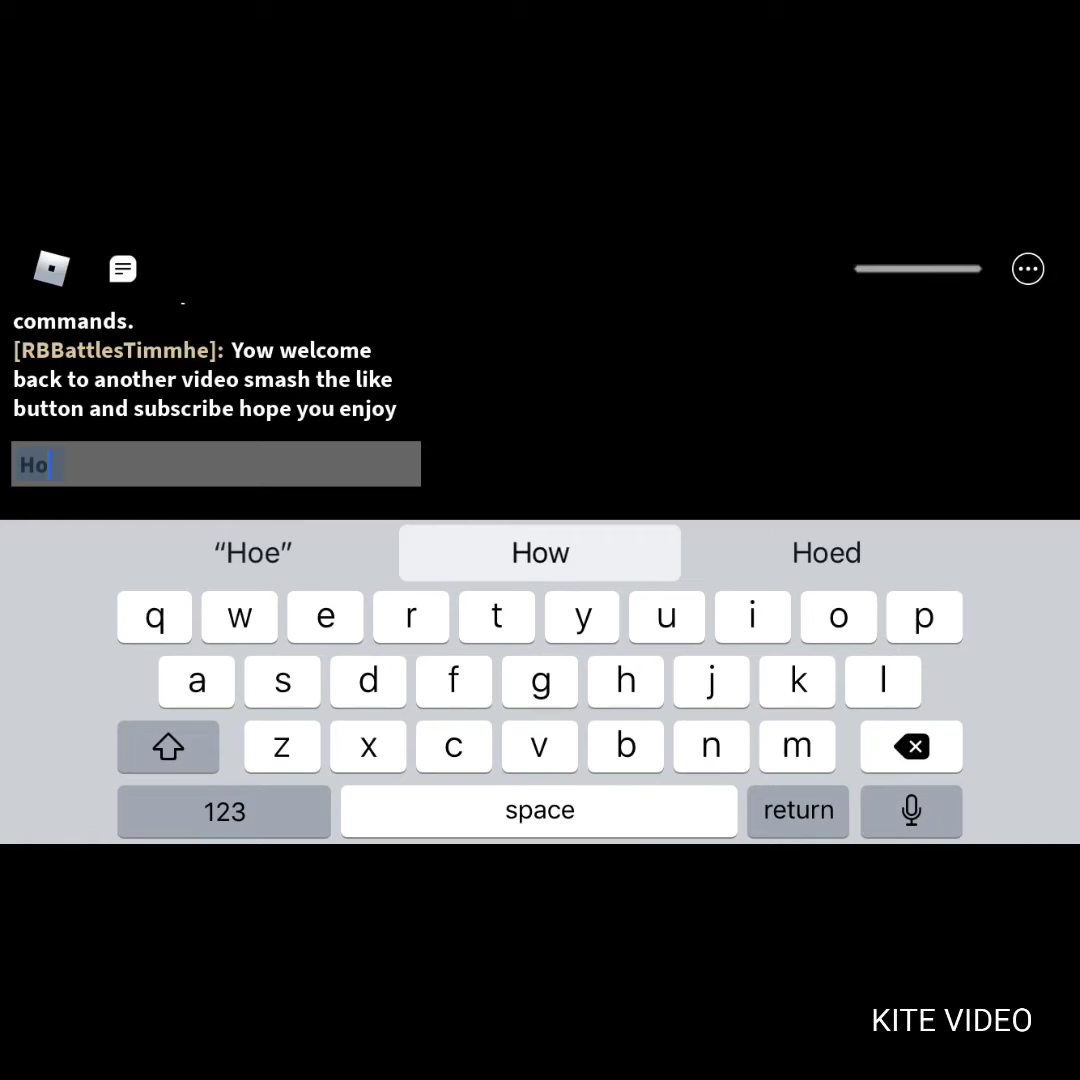 commands.
[RBBattlesTimmhe]: Yow welcome
back to another video smash the like
button and subscribe hope you enjoy
Ho
“Hoe” How Hoed
q w e r t y u i o p
a s d f g h j k l
z x c v b n m
123 space return
KITE VIDEO